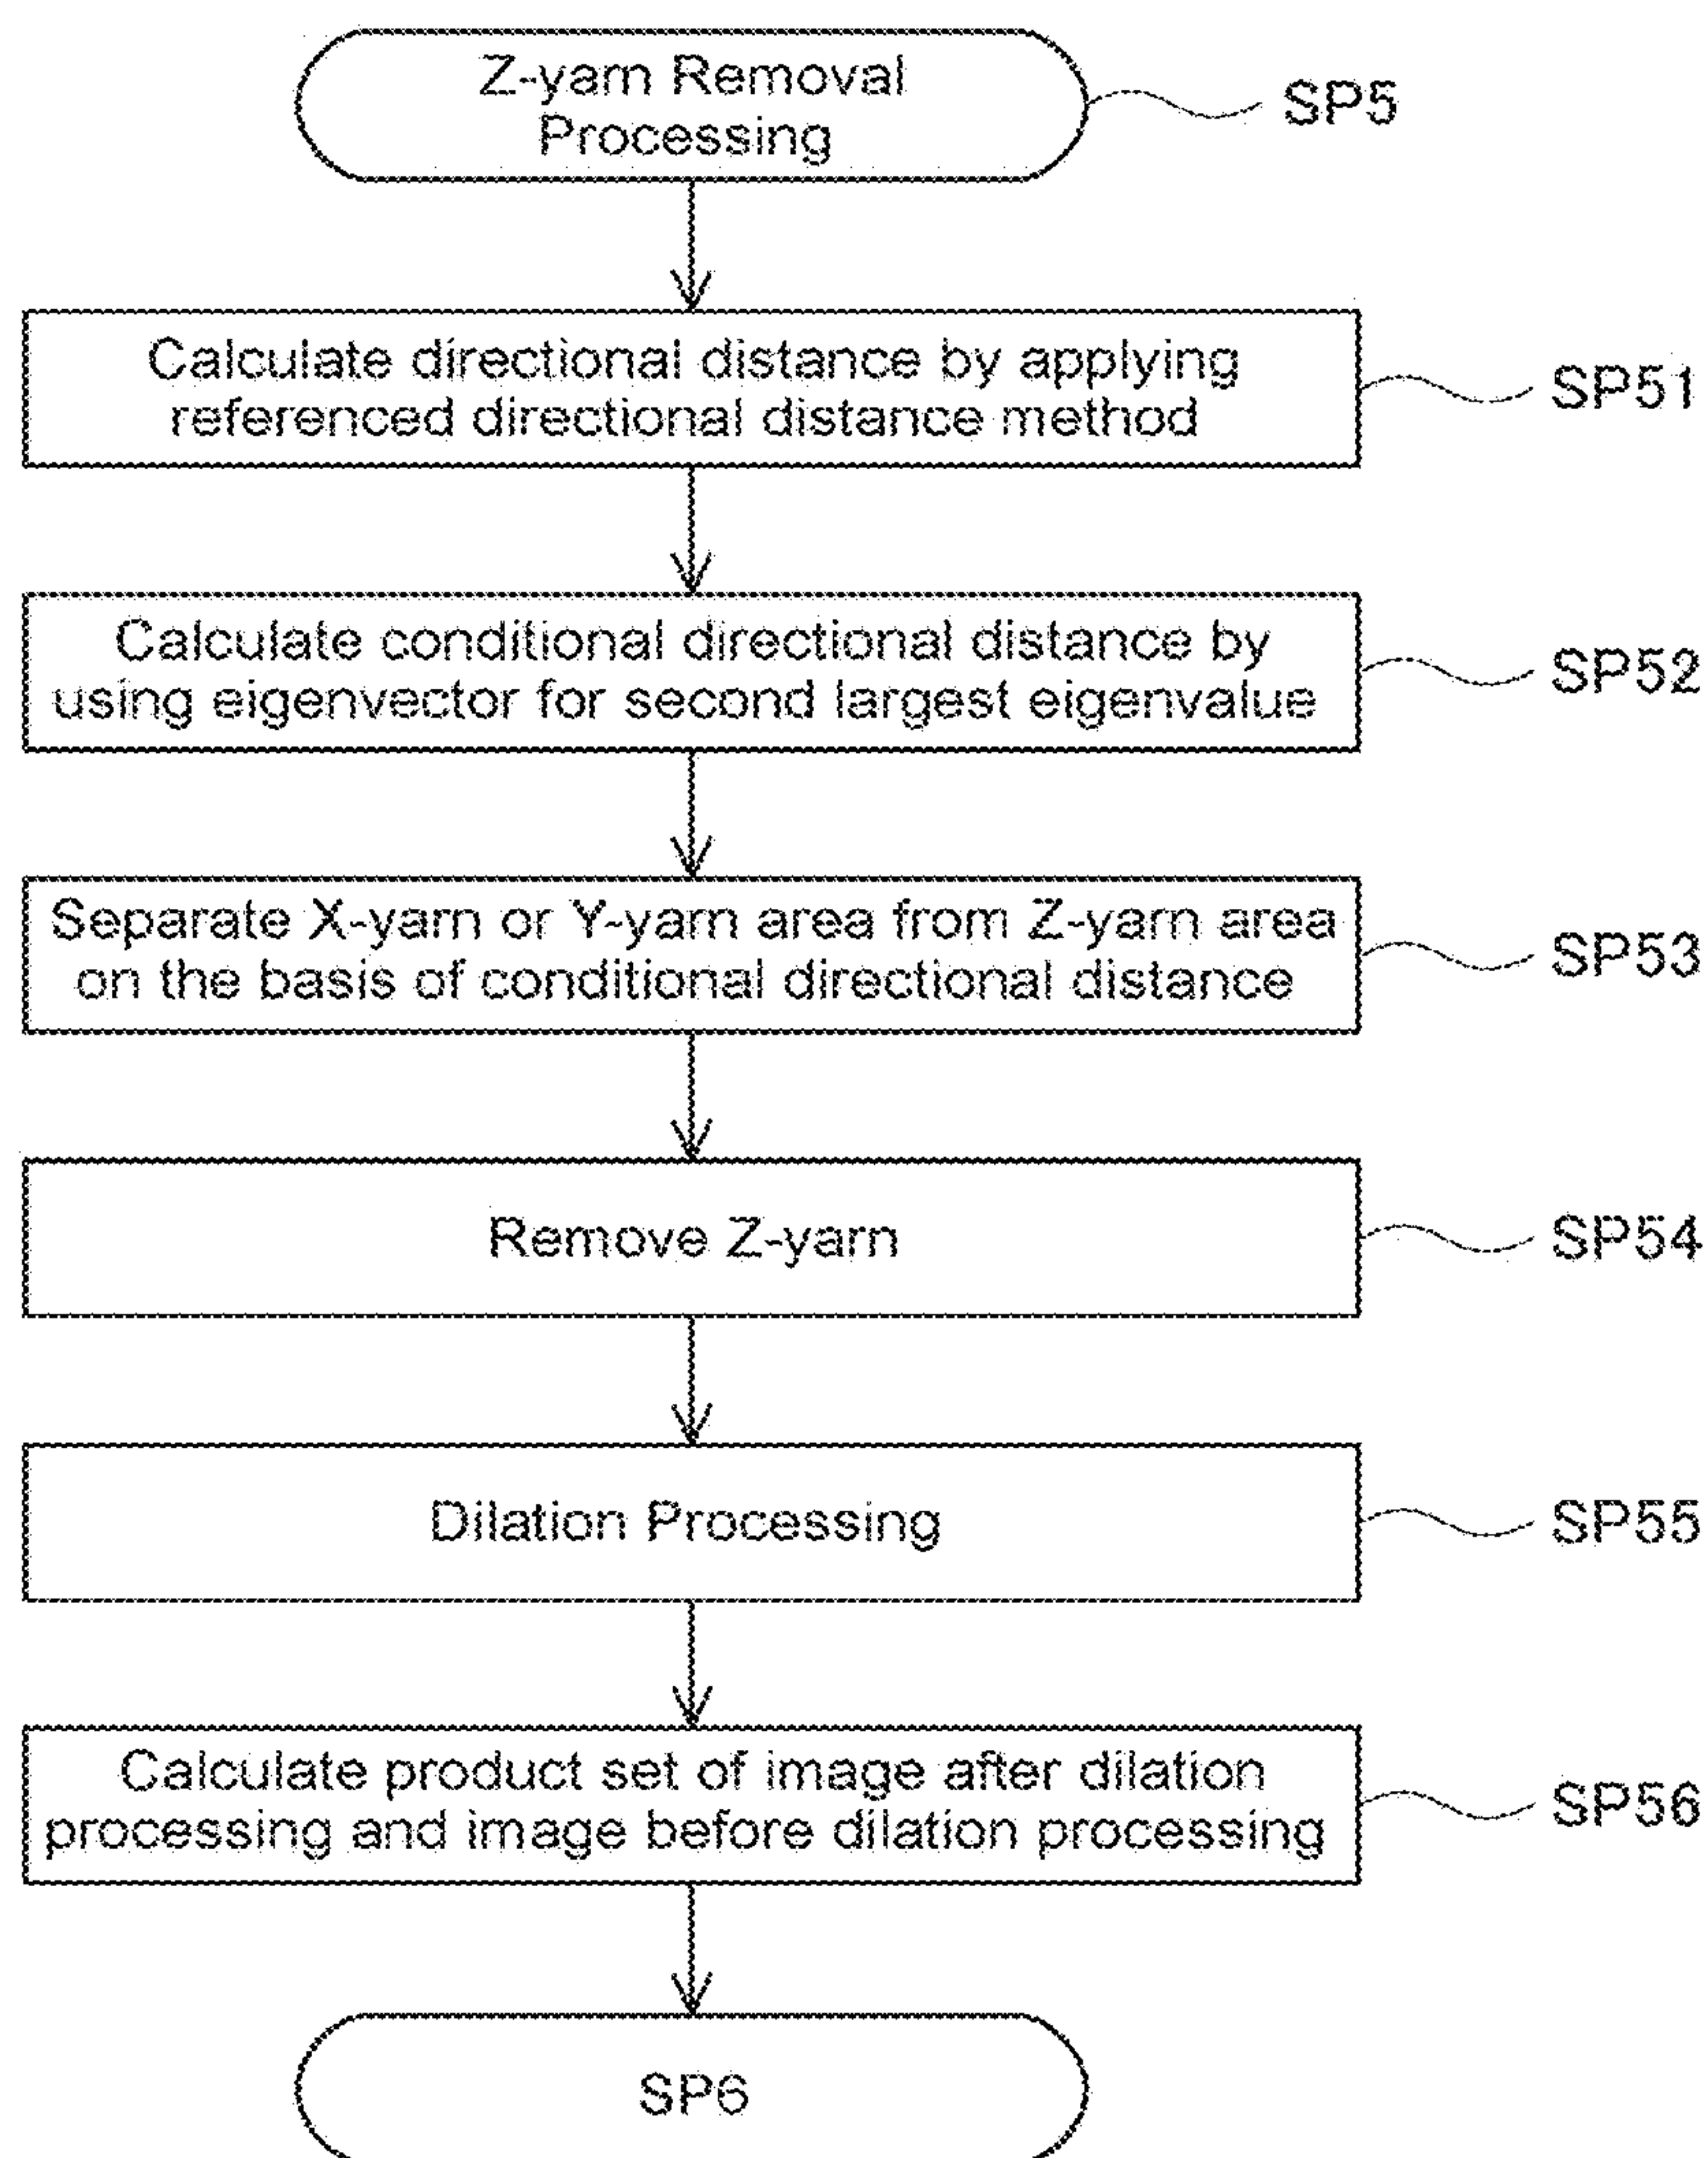 Z-yarn Removal
Processing
SP5
Calculate directional distance by applying
referenced directional distance method
SP51
Calculate conditional directional distance by
using eigenvector for second largest eigenvalue
SP52
Separate X-yarn or Y-yarn area from Z-yarn area
on the basis of conditional directional distance
SP53
Remove Z-yarn
SP54
Dilation Processing
SP55
Calculate product set of image after dilation
processing and image before dilation processing
SP56
SP6